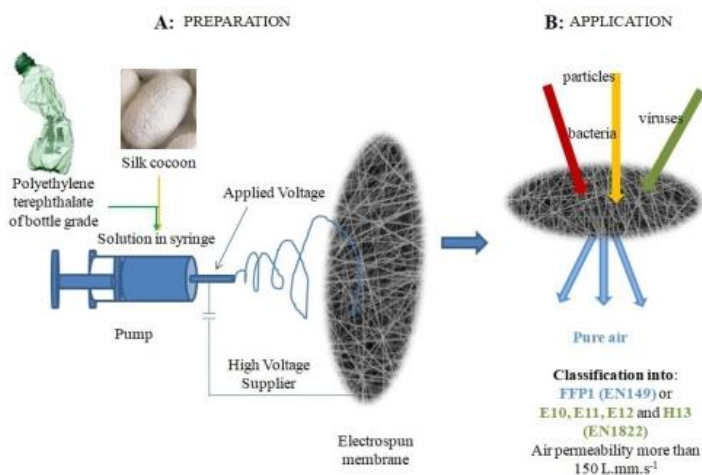 A: PREPARATION
Silk cocoon
Polyethylene
terephthalate
of bottle grade
Applied Voltage
Solution in syringe
Pump
High Voltage
Supplier
Electrospun
membrane
B: APPLICATION
particles
bacteria
viruses
Pure air
Classification into:
FFP1 (EN149) or
E10, E11, E12 and H13
(EN1822)
Air permeability more than
150 L.mm.s-1